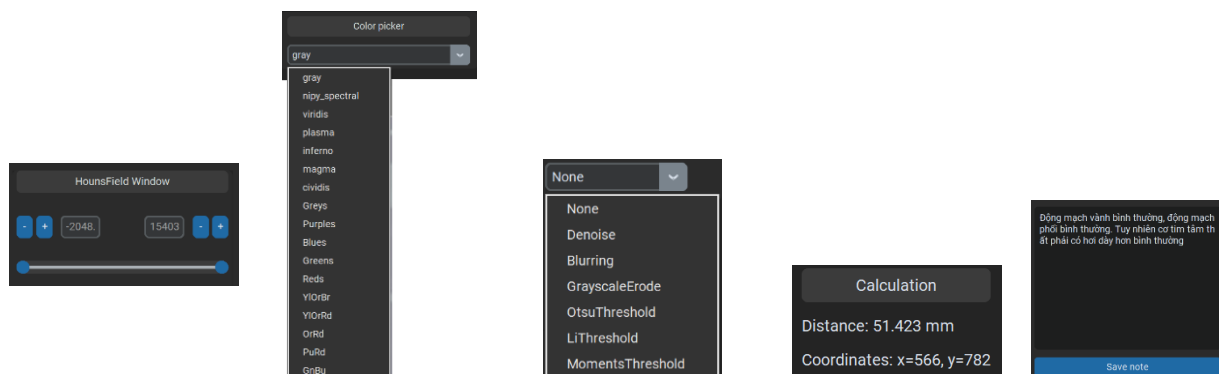 HounsField Window
-
+
-2048.
15403
-
+
Color picker
gray
gray
nipy_spectral
viridis
plasma
inferno
magma
cividis
Greys
Purples
Blues
Greens
Reds
YlOrBr
YlOrRd
OrRd
PuRd
GnBu
None
None
Denoise
Blurring
GrayscaleErode
OtsuThreshold
LiThreshold
MomentsThreshold
Calculation
Distance: 51.423 mm
Coordinates: x=566, y=782
Động mạch vành bình thường, động mạch
phổi bình thường. Tuy nhiên cơ tim tâm th
ất phải có hơi dày hơn bình thường
Save note